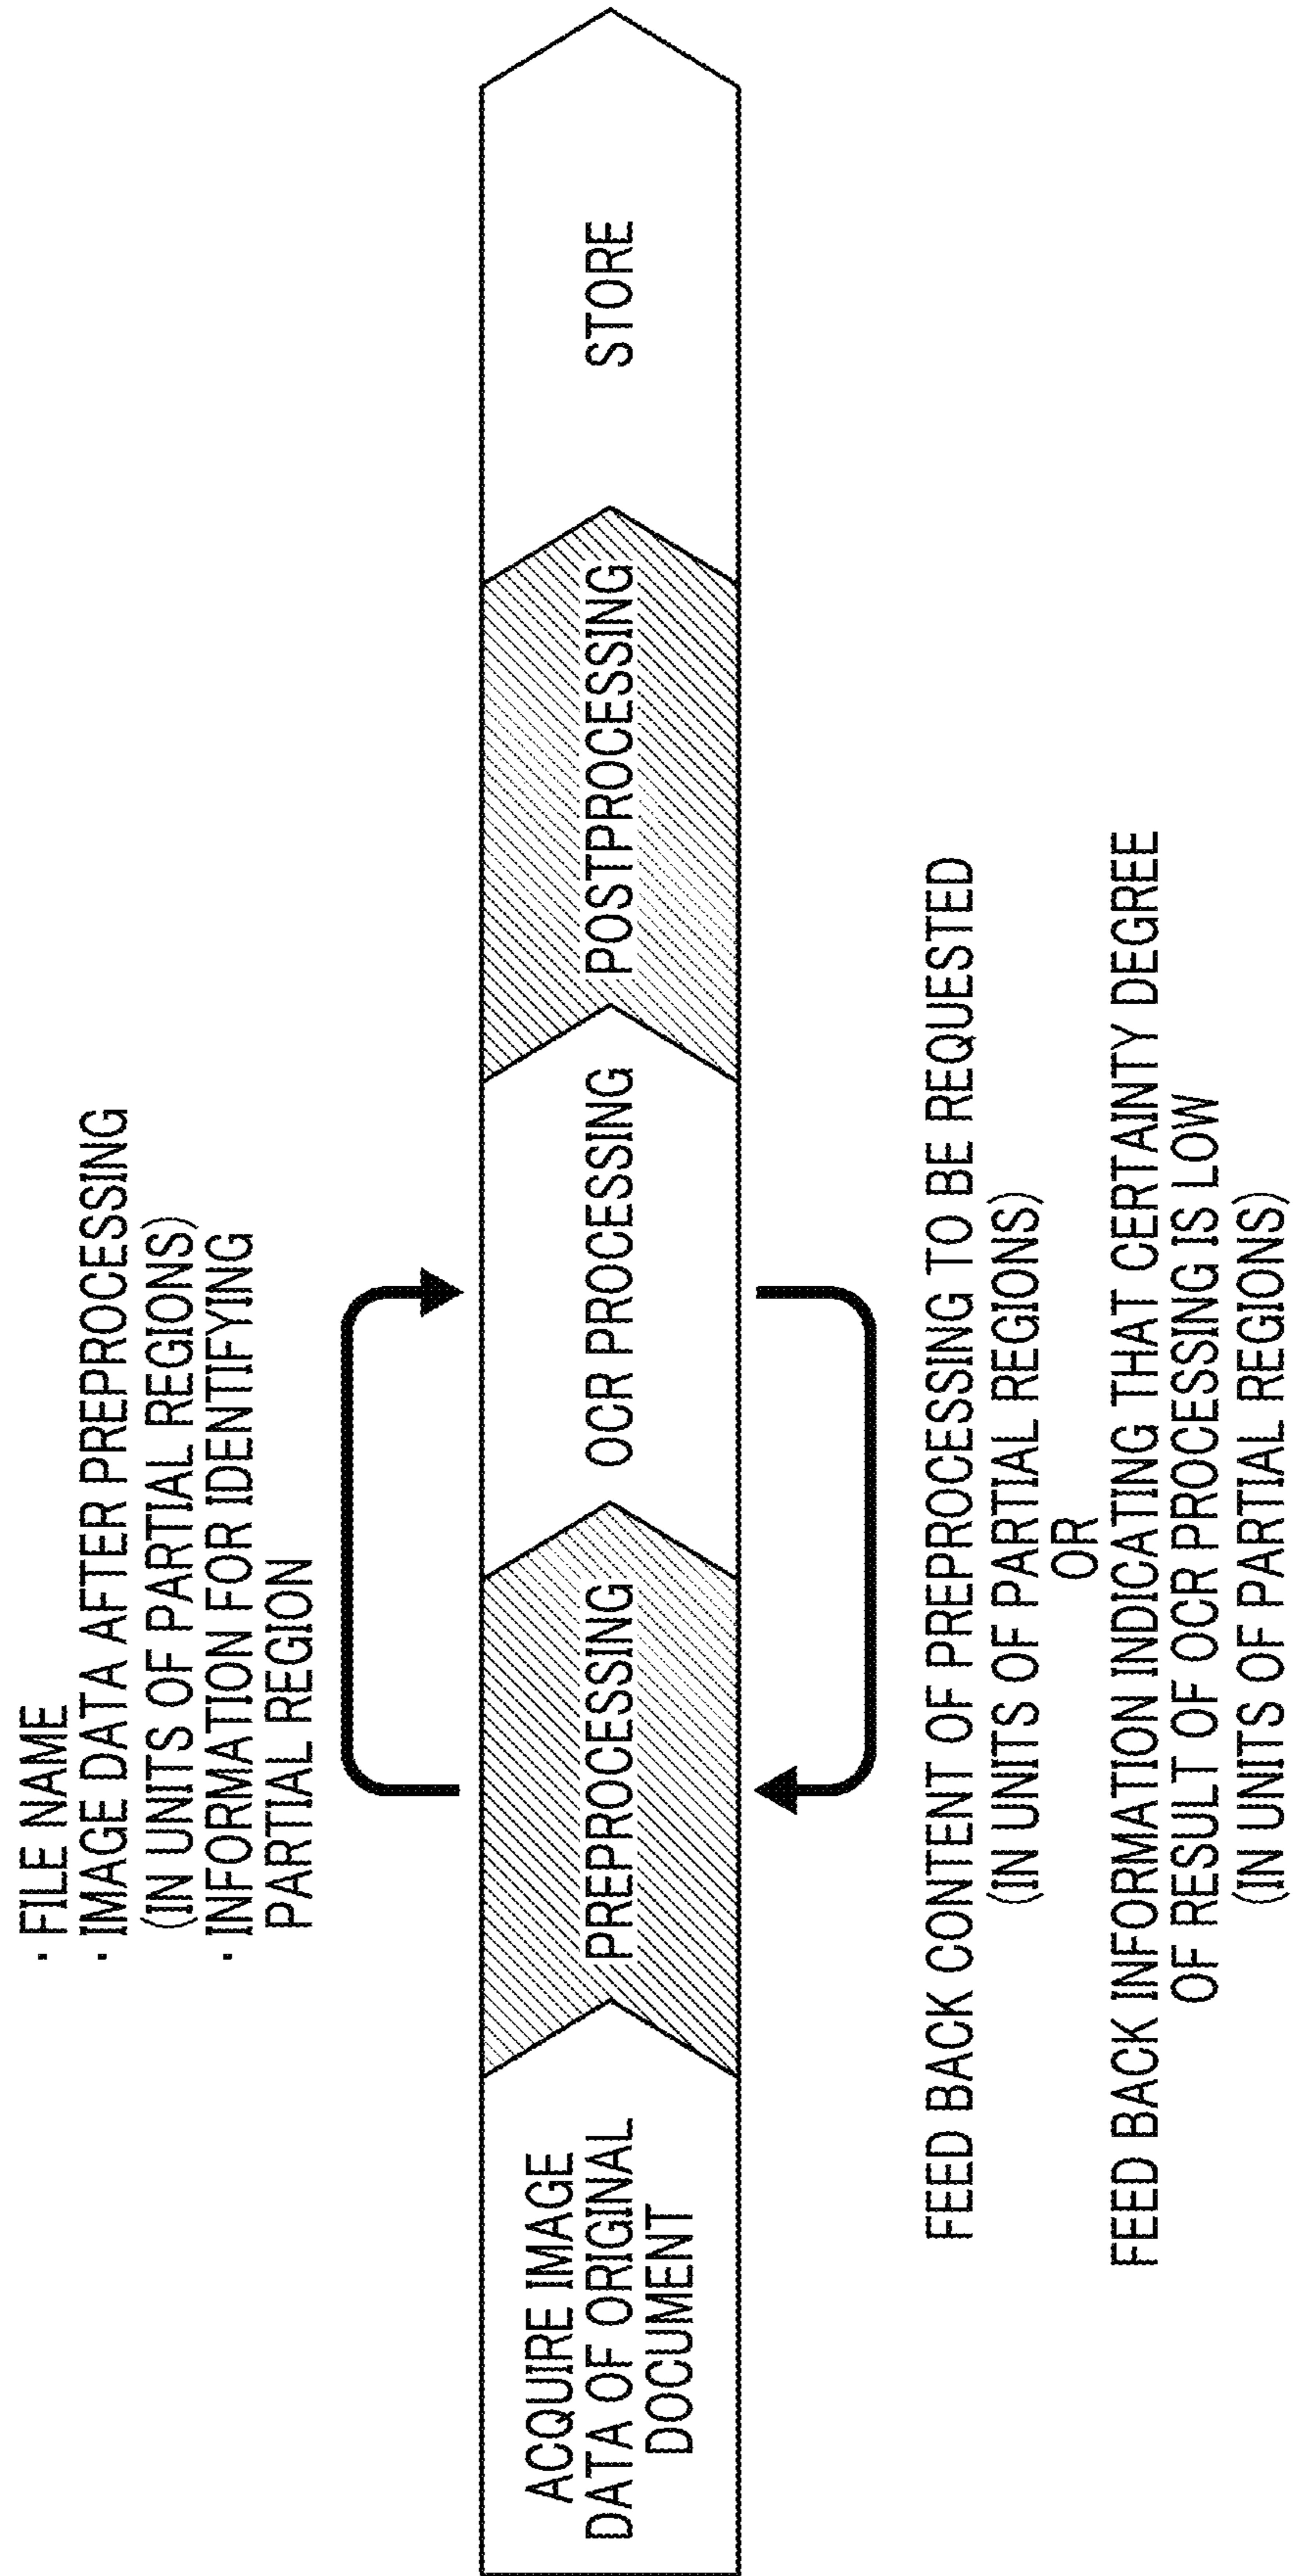 · FILE NAME
· IMAGE DATA AFTER PREPROCESSING
(IN UNITS OF PARTIAL REGIONS)
· INFORMATION FOR IDENTIFYING
PARTIAL REGION
ACQUIRE IMAGE
DATA OF ORIGINAL
DOCUMENT
PREPROCESSING
OCR PROCESSING
POSTPROCESSING
STORE
FEED BACK CONTENT OF PREPROCESSING TO BE REQUESTED
(IN UNITS OF PARTIAL REGIONS)
OR
FEED BACK INFORMATION INDICATING THAT CERTAINTY DEGREE
OF RESULT OF OCR PROCESSING IS LOW
(IN UNITS OF PARTIAL REGIONS)